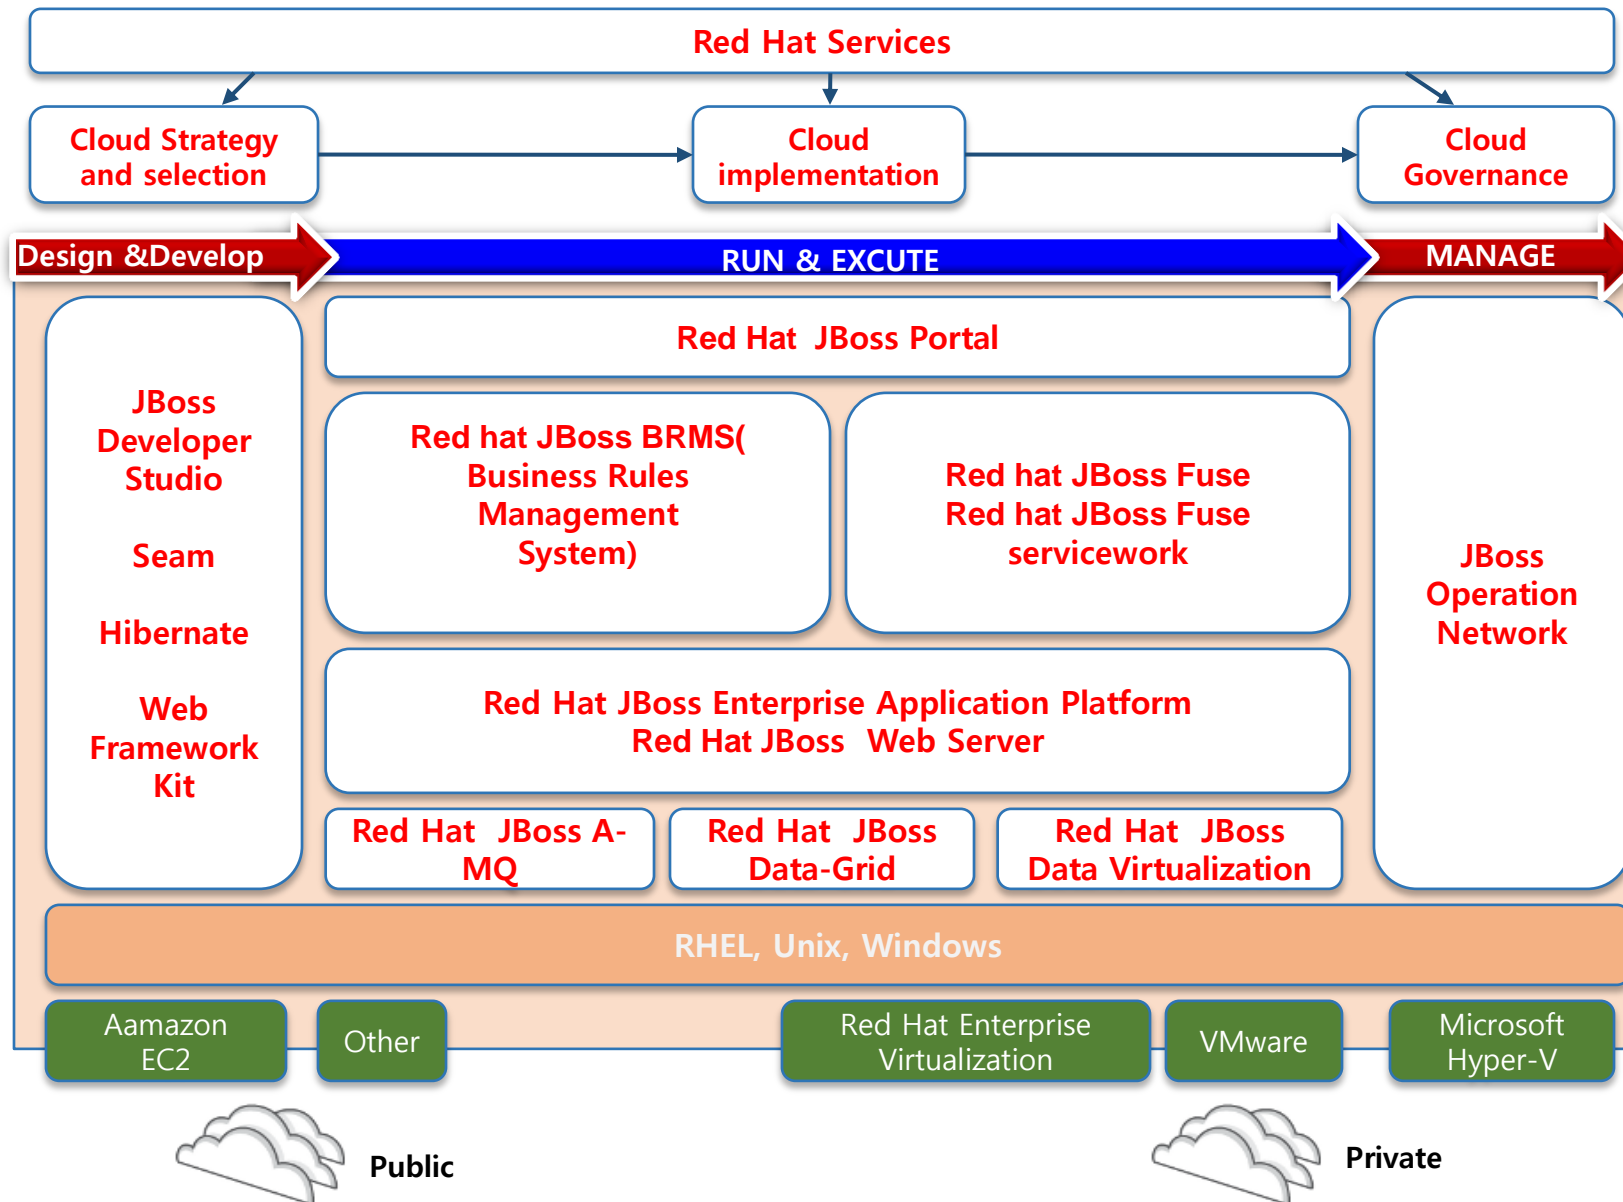 Red Hat Services
Cloud Strategy
and selection
Cloud
implementation
Cloud
Governance
Design &Develop
RUN & EXCUTE
MANAGE
JBoss
Developer
Studio
Seam
Hibernate
Web
Framework
Kit
Red Hat JBoss Portal
Red hat JBoss BRMS(
Business Rules
Management
System)
Red hat JBoss Fuse
Red hat JBoss Fuse
servicework
Red Hat JBoss Enterprise Application Platform
Red Hat JBoss Web Server
Red Hat JBoss A-
MQ
Red Hat JBoss
Data-Grid
Red Hat JBoss
Data Virtualization
JBoss
Operation
Network
RHEL, Unix, Windows
Aamazon
EC2
Other
Red Hat Enterprise
Virtualization
VMware
Microsoft
Hyper-V
Public
Private